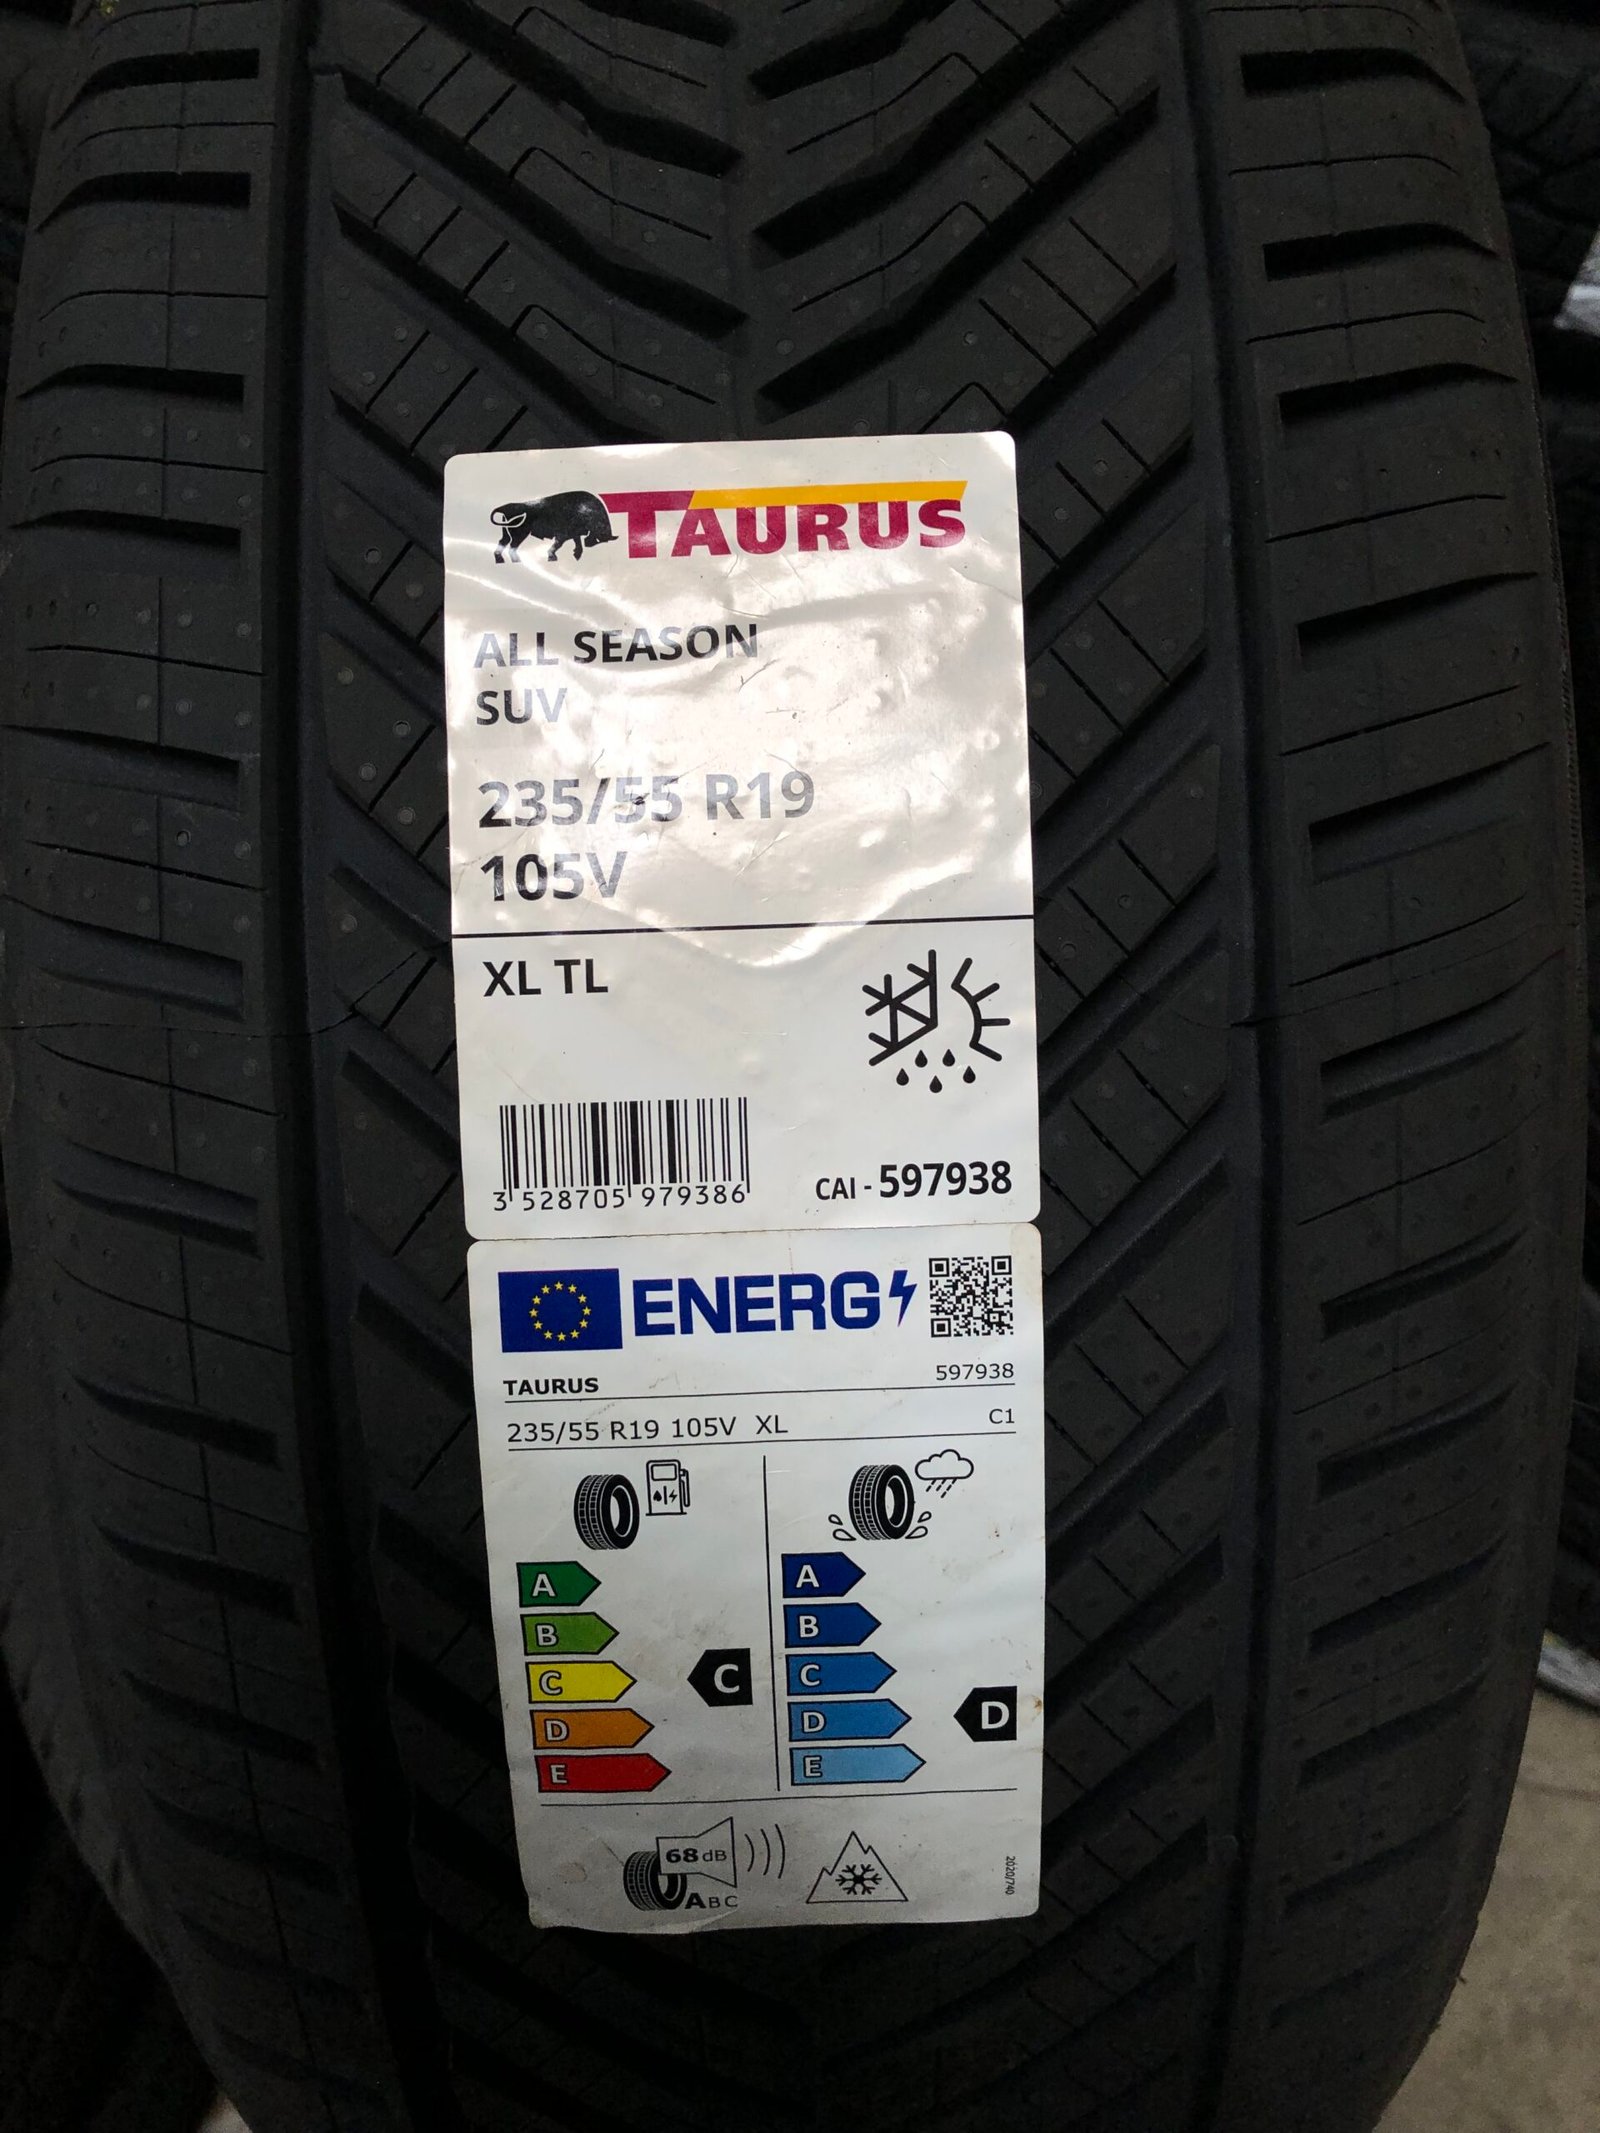 TAURUS
ALL SEASON
SUV
235/55 R19
105V
XL TL
3 528705 979386
CAI - 597938
ENERG
TAURUS 597938
235/55 R19 105V XL C1
A A
B B
C C C
D D D
E E
68 dB
ABC
2020/740